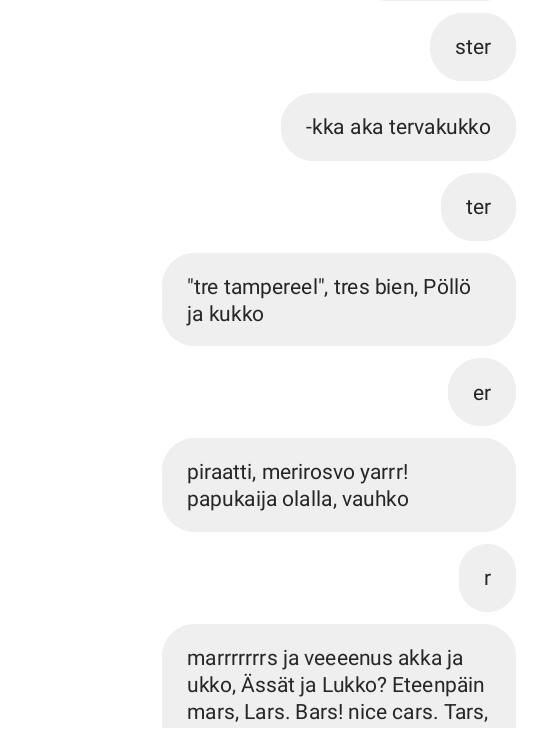 ster
-kka aka tervakukko
ter
"tre tampereel", tres bien, Pöllö
ja kukko
er
piraatti, merirosvo yarrr!
papukaija olalla, vauhko
r
marrrrrrrs ja veeeenus akka ja
ukko, Ässät ja Lukko? Eteenpäin
mars, Lars. Bars! nice cars. Tars,